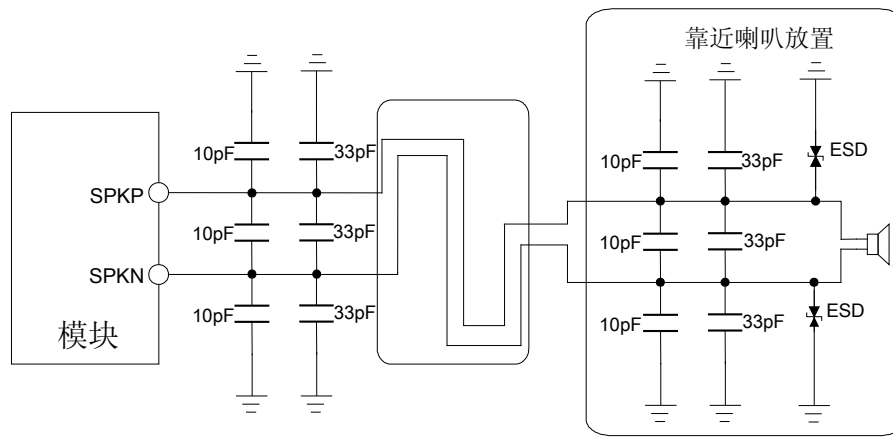 靠近喇叭放置
10pF
33pF
10pF
33pF
ESD
SPKP
10pF
33pF
10pF
33pF
SPKN
10pF
33pF
10pF
33pF
ESD
模块